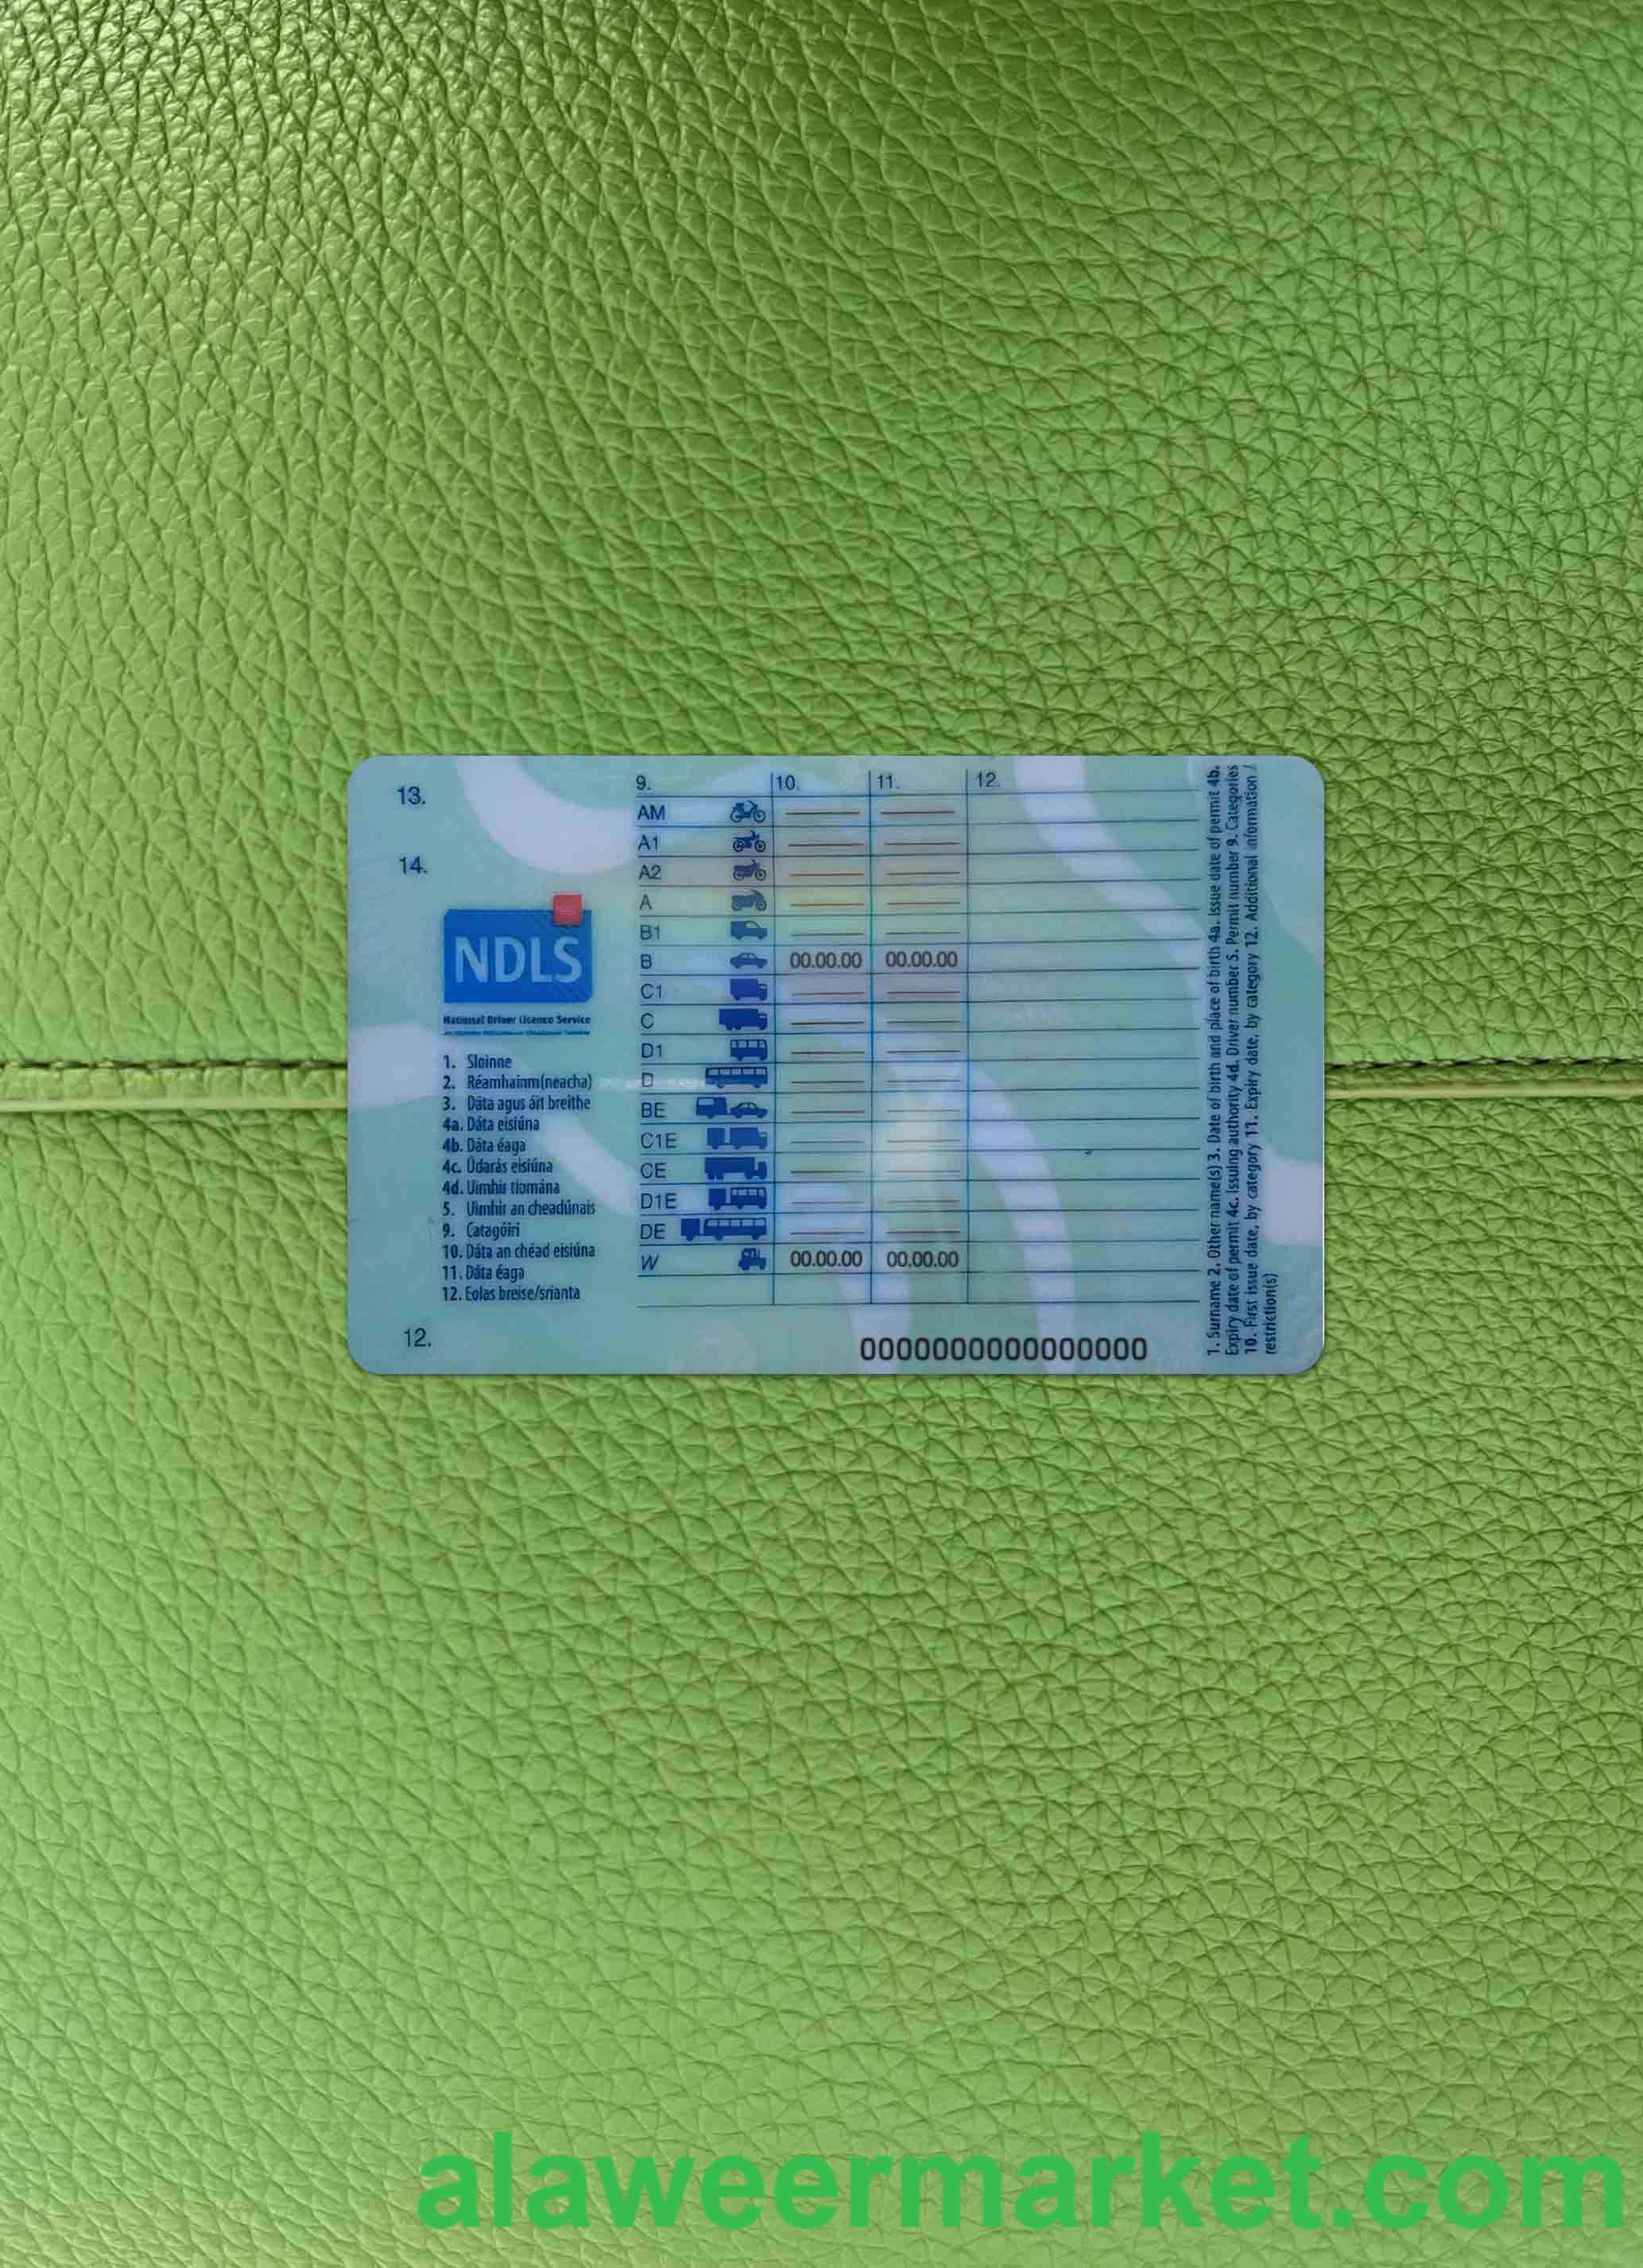 13.
14.
NDLS
National Driver Licence Service
1. Sloinne
2. Réamhainm(neacha)
3. Dáta agus áit breithe
4a. Dáta eisiúna
4b. Dáta éaga
4c. Údarás eisiúna
4d. Uimhir tiomána
5. Uimhir an cheadúnais
9. Catagóirí
10. Dáta an chéad eisiúna
11. Dáta éaga
12. Eolas breise/srianta
12.
9. 10. 11. 12.
AM
A1
A2
A
B1
B 00.00.00 00.00.00
C1
C
D1
D
BE
C1E
CE
D1E
DE
W 00.00.00 00.00.00
0000000000000000
1. Surname 2. Other name(s) 3. Date of birth and place of birth 4a. Issue date of permit 4b.
Expiry date of permit 4c. Issuing authority 4d. Driver number 5. Permit number 9. Categories
10. First issue date, by category 11. Expiry date, by category 12. Additional information /
restriction(s)
alaweermarket.com